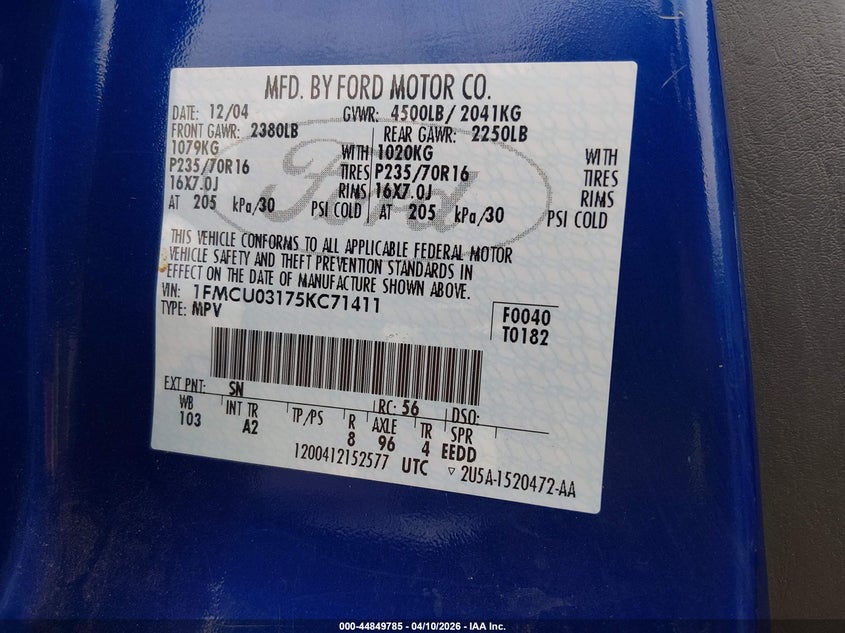 MFD. BY FORD MOTOR CO.
DATE: 12/04 GVWR: 4500LB/ 2041KG
FRONT GAWR: 2380LB REAR GAWR: 2250LB
1079KG WITH 1020KG WITH
P235/70R16 TIRES P235/70R16 TIRES
16X7.0J RIMS 16X7.0J RIMS
AT 205 kPa/30 PSI COLD AT 205 kPa/30 PSI COLD
Ford
THIS VEHICLE CONFORMS TO ALL APPLICABLE FEDERAL MOTOR
VEHICLE SAFETY AND THEFT PREVENTION STANDARDS IN
EFFECT ON THE DATE OF MANUFACTURE SHOWN ABOVE.
VIN: 1FMCU03175KC71411 F0040
TYPE: MPV T0182
EXT PNT: SN RC: 56 DSO:
WB INT TR TP/PS R AXLE TR SPR
103 A2 8 96 4 EEDD
1200412152577 UTC ▽ 2U5A-1520472-AA
000-44849785 - 04/10/2026 - IAA Inc.